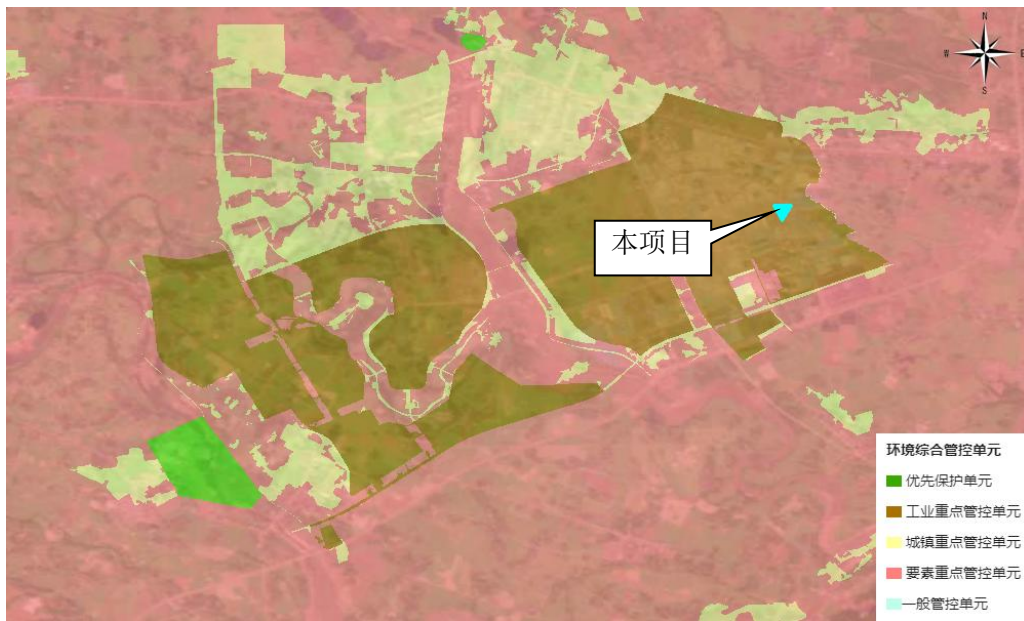 N
W
E
S
本项目
环境综合管控单元
优先保护单元
工业重点管控单元
城镇重点管控单元
要素重点管控单元
一般管控单元